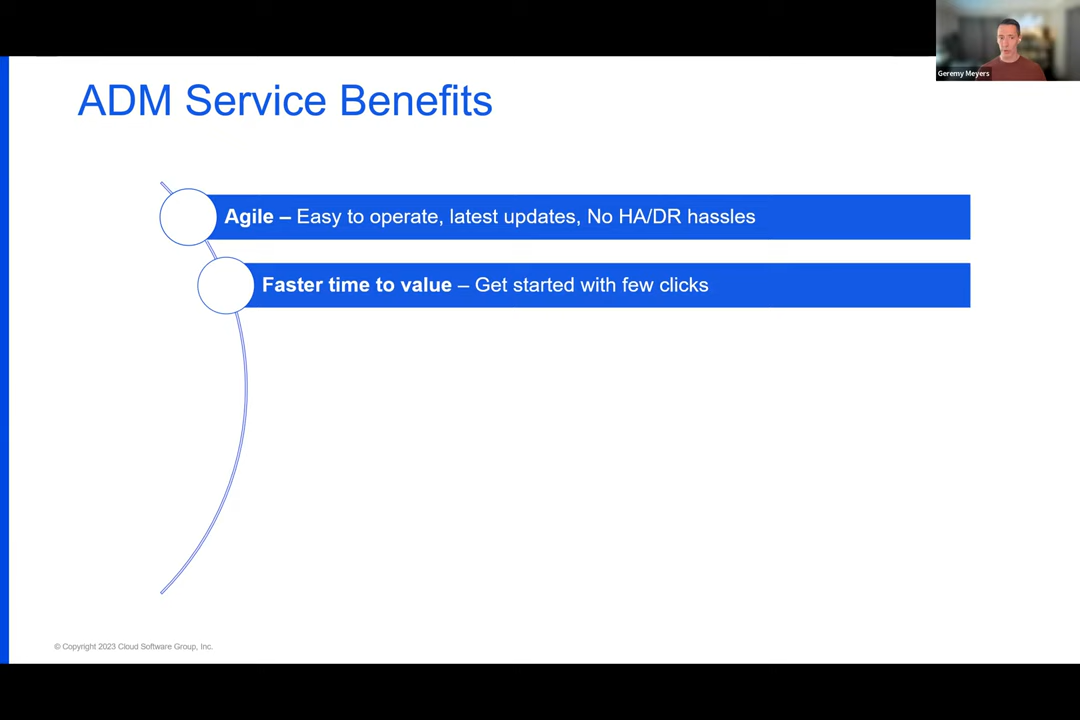 Geremy Meyers
ADM Service Benefits
Agile – Easy to operate, latest updates, No HA/DR hassles
Faster time to value – Get started with few clicks
© Copyright 2023 Cloud Software Group, Inc.